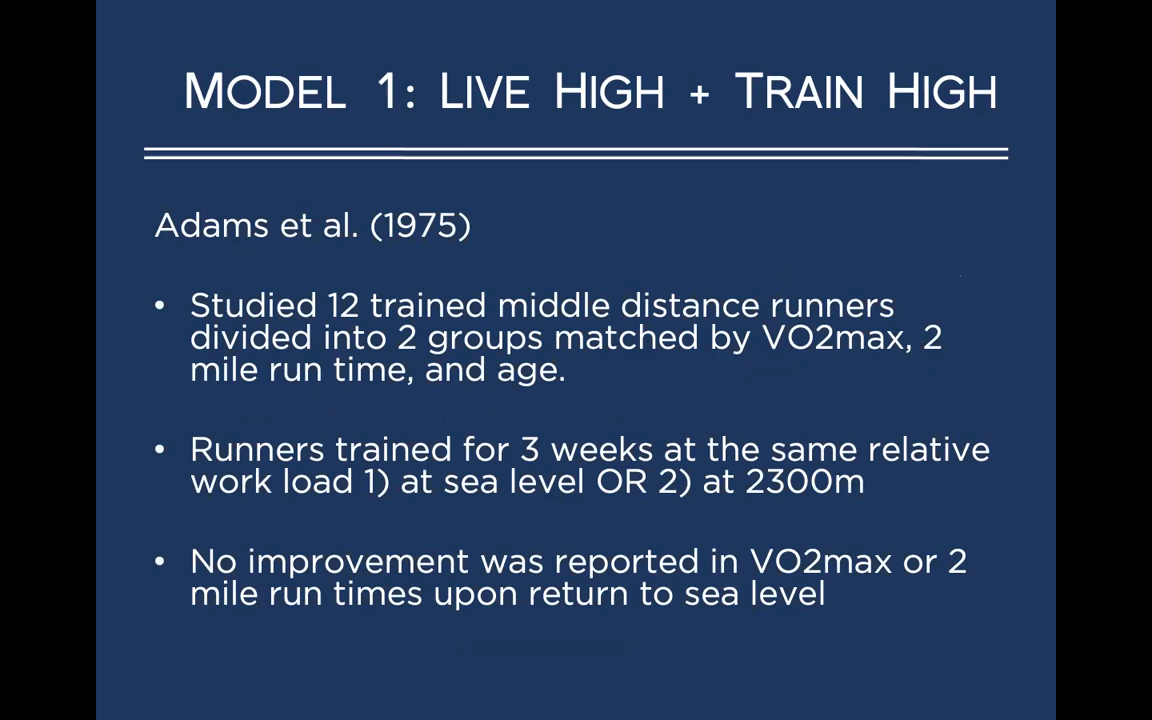 MODEL 1: LIVE HIGH + TRAIN HIGH
Adams et al. (1975)
• Studied 12 trained middle distance runners
divided into 2 groups matched by VO2max, 2
mile run time, and age.
• Runners trained for 3 weeks at the same relative
work load 1) at sea level OR 2) at 2300m
• No improvement was reported in VO2max or 2
mile run times upon return to sea level